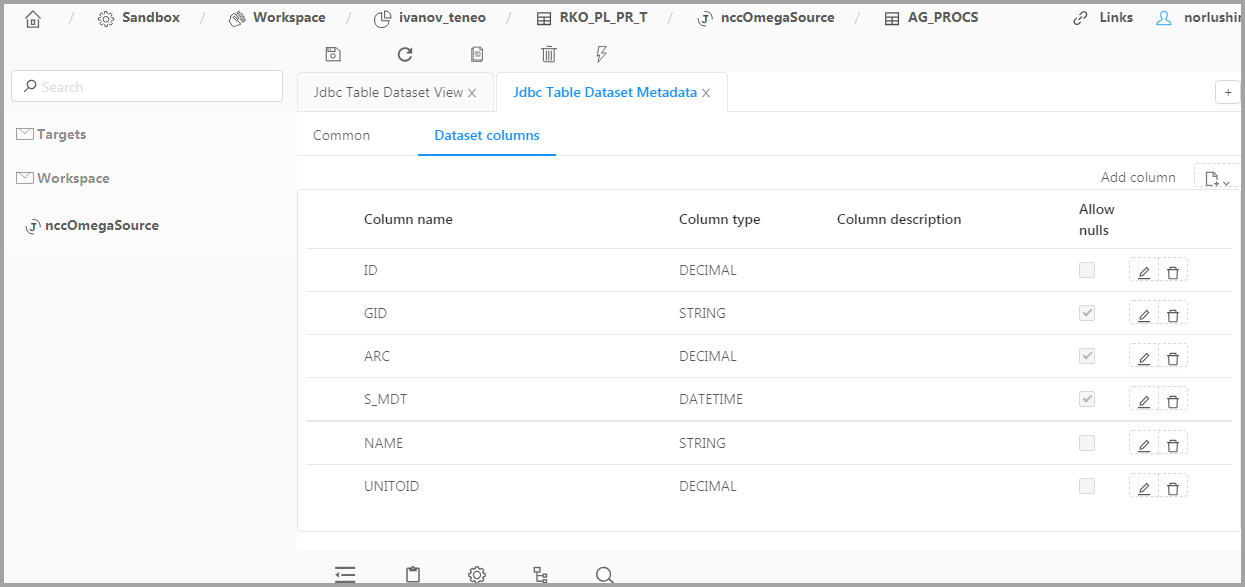 / Sandbox / Workspace / ivanov_teneo / RKO_PL_PR_T / nccOmegaSource / AG_PROCS Links norlushin
Search
Jdbc Table Dataset View Jdbc Table Dataset Metadata +
Targets
Common Dataset columns
Workspace
Add column
nccOmegaSource
Column name Column type Column description Allow nulls
ID DECIMAL
GID STRING
ARC DECIMAL
S_MDT DATETIME
NAME STRING
UNITOID DECIMAL